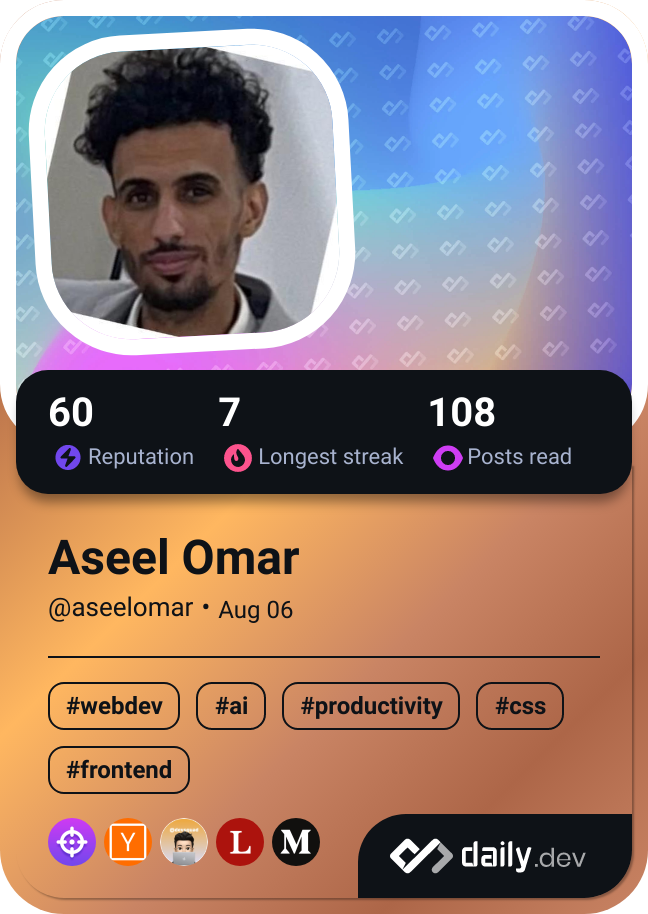 60 7 108
Reputation Longest streak Posts read
Aseel Omar
@aseelomar • Aug 06
#webdev #ai #productivity #css
#frontend
Y L M
daily.dev